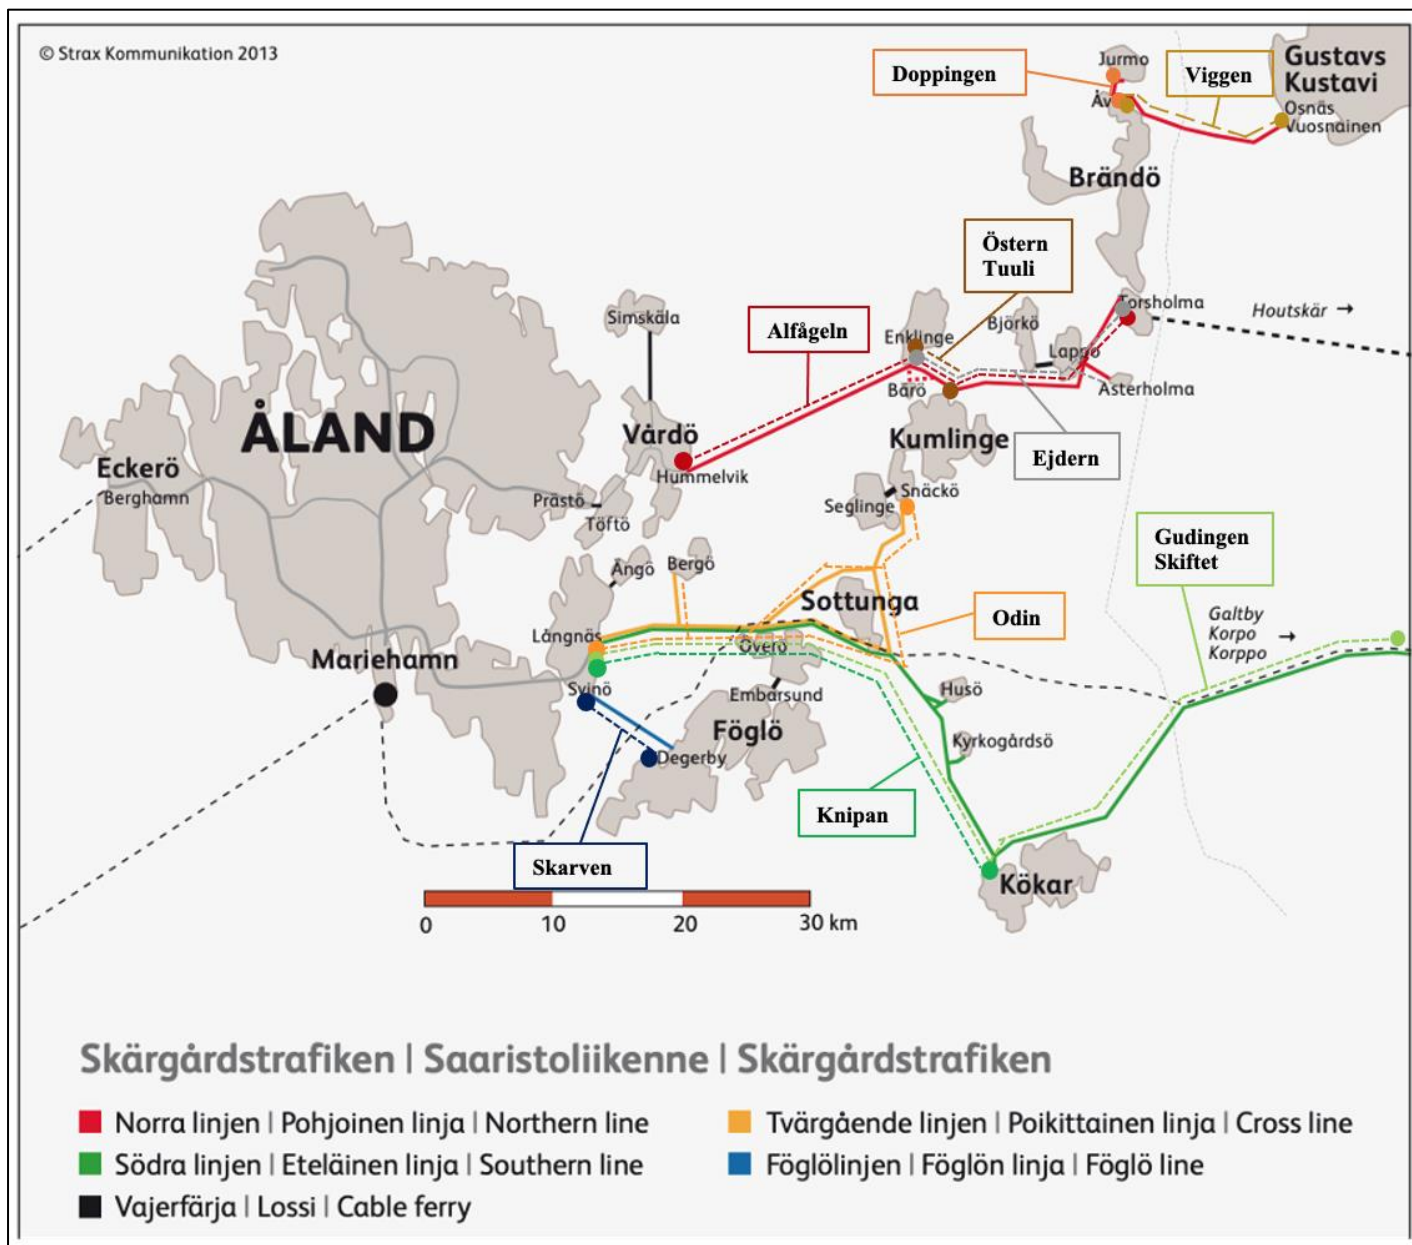 © Strax Kommunikation 2013
Doppingen
Jurmo
Viggen
Gustavs
Kustavi
Åv
Osnäs
Vuosnainen
Brändö
Östern
Tuuli
Simskäla
Alfågeln
Enklinge
Björkö
Torsholma
Houtskär →
Lappo
Bärö
Asterholma
ÅLAND
Vårdö
Kumlinge
Ejdern
Eckerö
Berghamn
Hummelvik
Prästö
Töftö
Seglinge
Snäckö
Gudingen
Skiftet
Ängö
Bergö
Sottunga
Odin
Galtby
Korpo →
Korppo
Långnäs
Överö
Mariehamn
Svinö
Embarsund
Husö
Föglö
Kyrkogårdsö
Degerby
Knipan
Skarven
Kökar
0 10 20 30 km
Skärgårdstrafiken | Saaristoliikenne | Skärgårdstrafiken
Norra linjen | Pohjoinen linja | Northern line
Södra linjen | Eteläinen linja | Southern line
Vajerfärja | Lossi | Cable ferry
Tvärgående linjen | Poikittainen linja | Cross line
Föglölinjen | Föglön linja | Föglö line